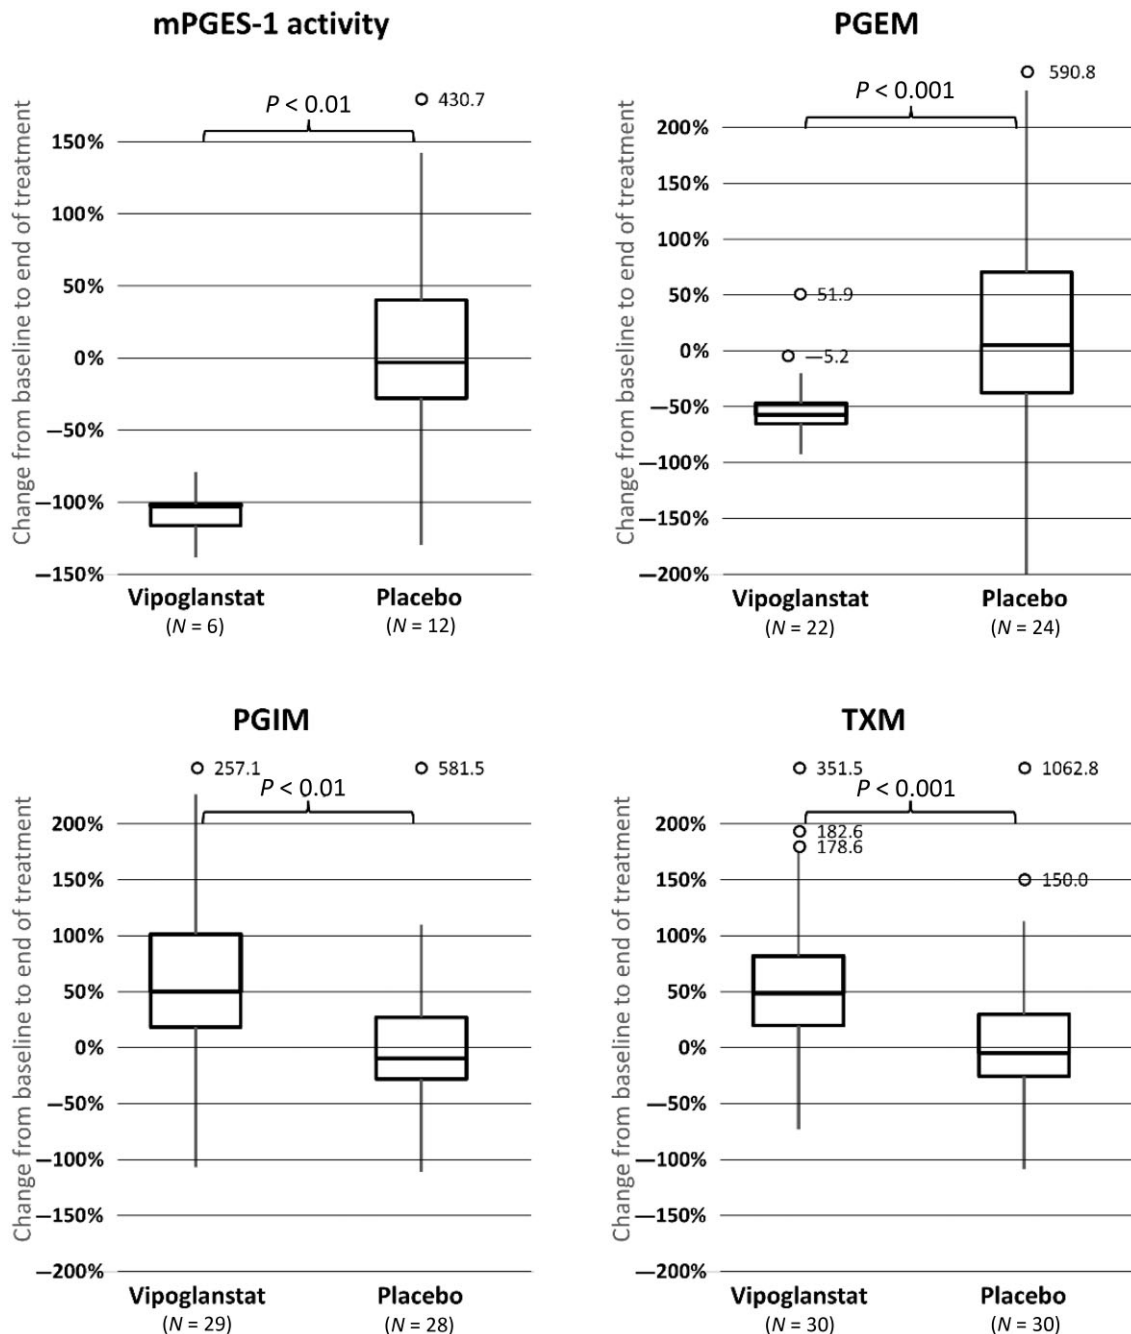 mPGES-1 activity
Change from baseline to end of treatment
P < 0.01
430.7
150%
100%
50%
0%
—50%
—100%
—150%
Vipoglanstat
(N = 6)
Placebo
(N = 12)
PGEM
Change from baseline to end of treatment
590.8
P < 0.001
200%
150%
100%
50%
51.9
0%
—5.2
—50%
—100%
—150%
—200%
Vipoglanstat
(N = 22)
Placebo
(N = 24)
PGIM
Change from baseline to end of treatment
257.1
581.5
P < 0.01
200%
150%
100%
50%
0%
—50%
—100%
—150%
—200%
Vipoglanstat
(N = 29)
Placebo
(N = 28)
TXM
Change from baseline to end of treatment
351.5
1062.8
P < 0.001
200%
182.6
178.6
150%
150.0
100%
50%
0%
—50%
—100%
—150%
—200%
Vipoglanstat
(N = 30)
Placebo
(N = 30)